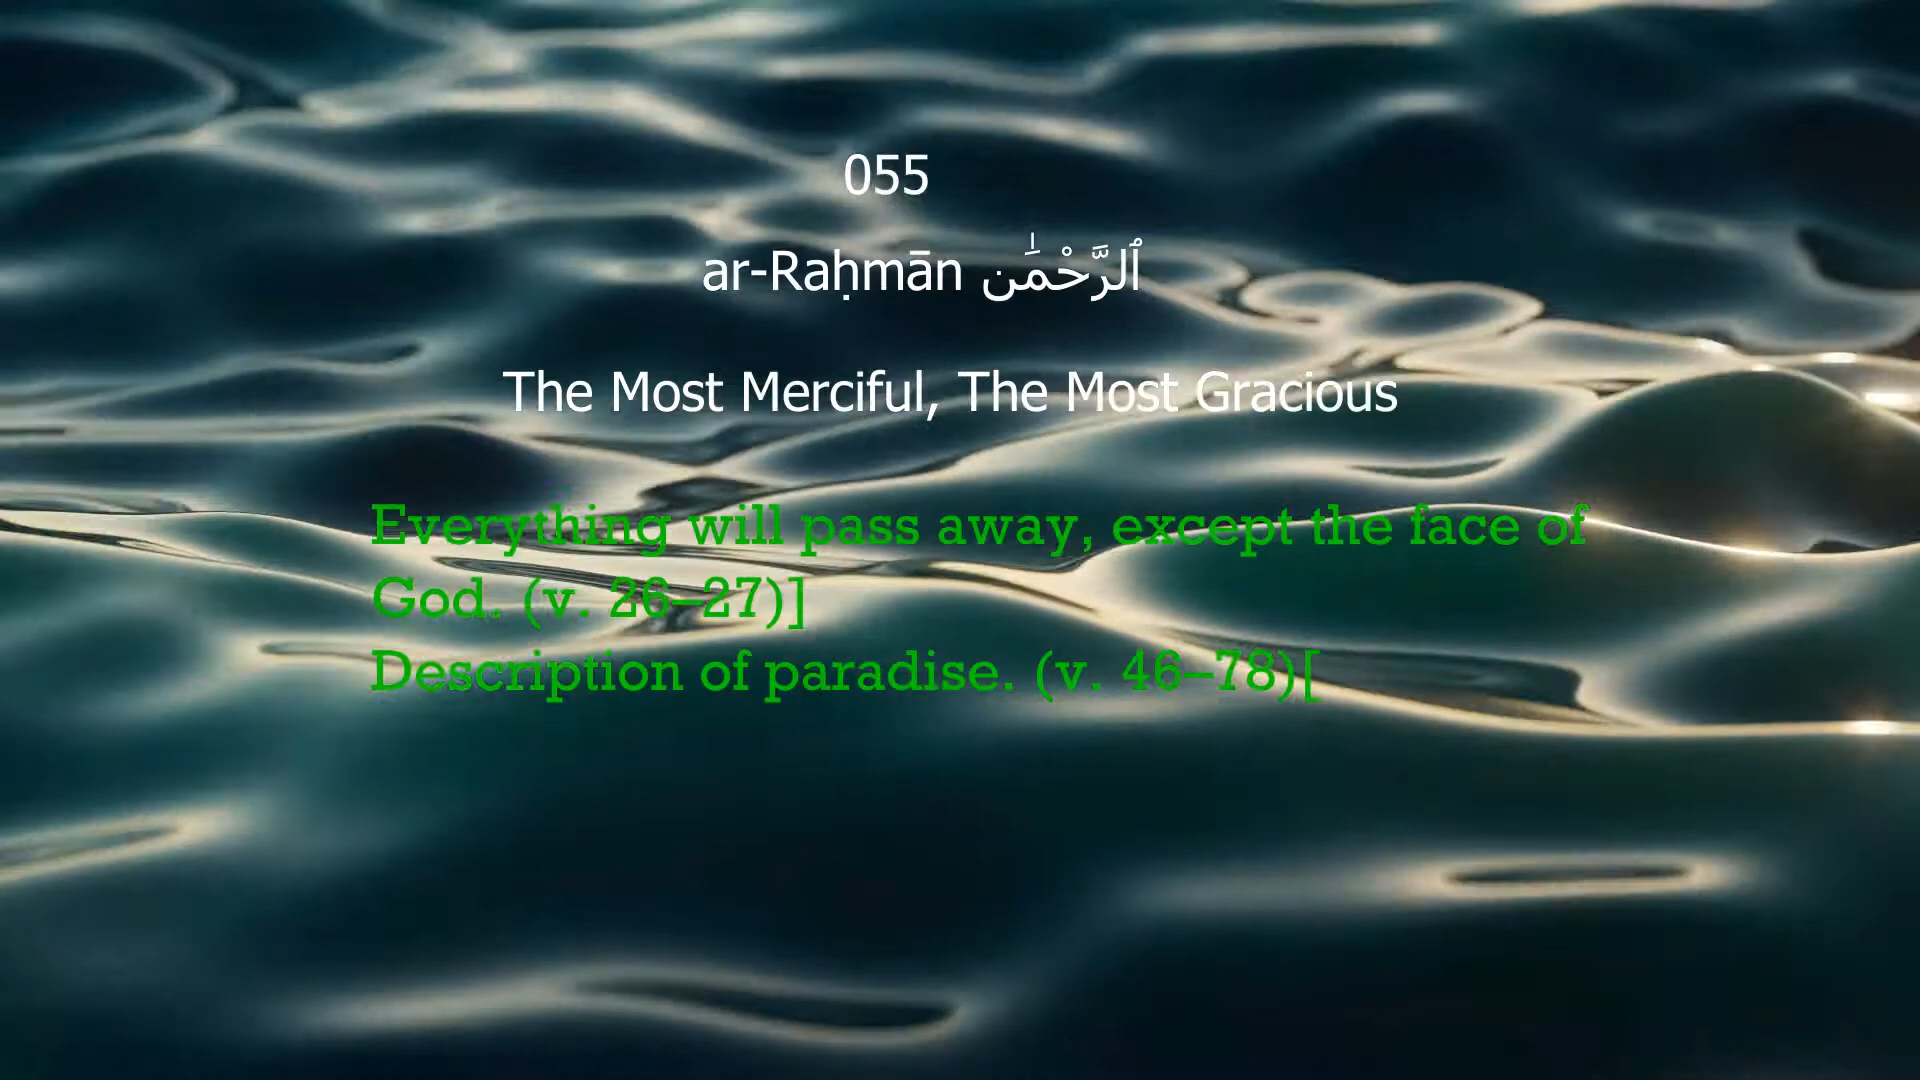 055
ar-Raḥmān ٱلرَّحْمَٰن
The Most Merciful, The Most Gracious
Everything will pass away, except the face of
God. (v. 26–27)]
Description of paradise. (v. 46–78)[